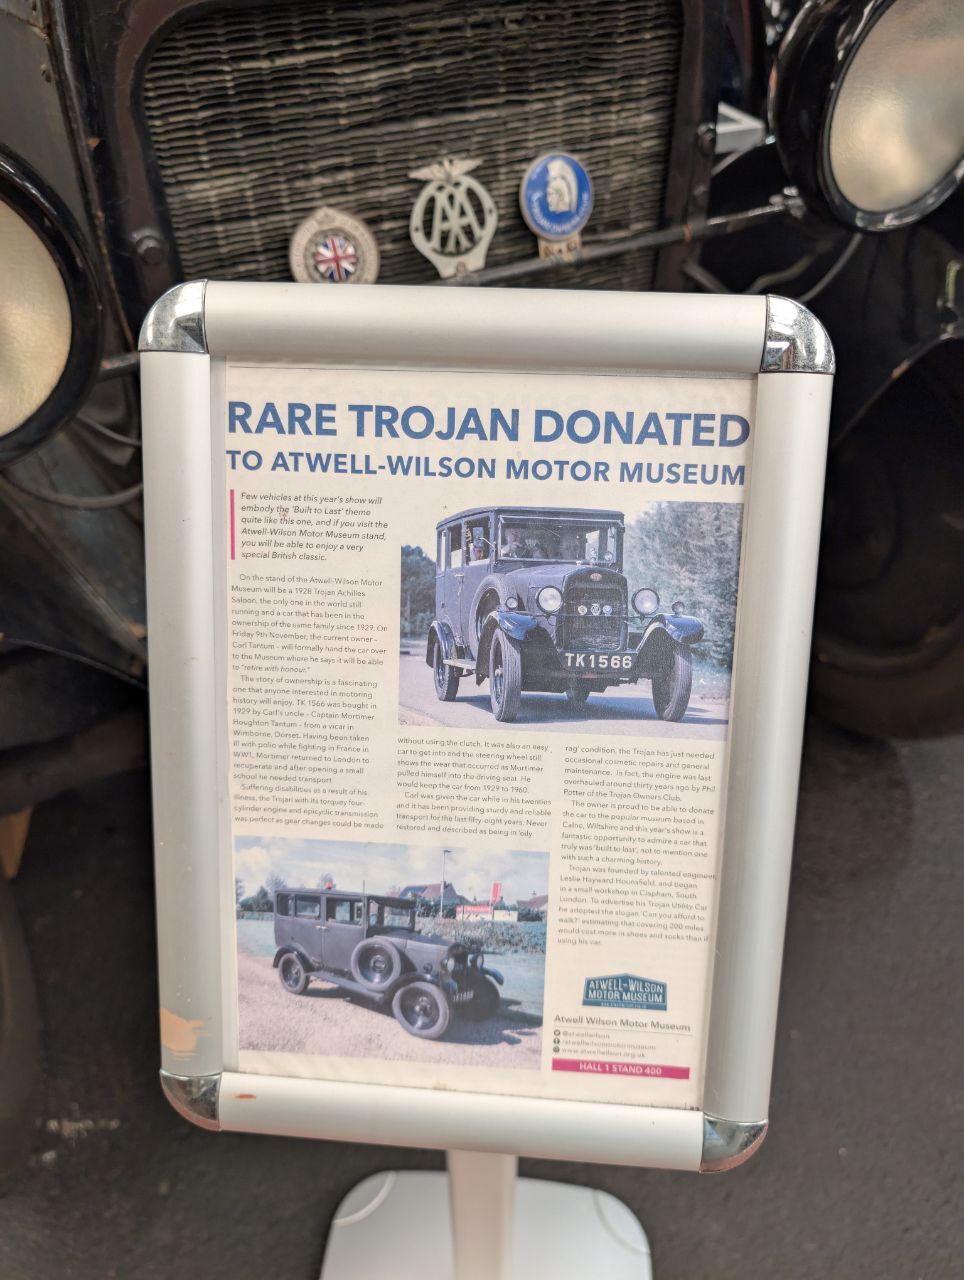 AA
RARE TROJAN DONATED
TO ATWELL-WILSON MOTOR MUSEUM
Few vehicles at this year's show will
embody the 'Built to Last' theme
quite like this one, and if you visit the
Atwell-Wilson Motor Museum stand,
you will be able to enjoy a very
special British classic.
On the stand of the Atwell-Wilson Motor
Museum will be a 1928 Trojan Achilles
Saloon, the only one in the world still
running and a car that has been in the
ownership of the same family since 1929. On
Friday 9th November, the current owner -
Carl Tantum - will formally hand the car over
to the Museum where he says it will be able
to "retire with honour."
The story of ownership is a fascinating
one that anyone interested in motoring
history will enjoy. TK 1566 was bought in
1929 by Carl's uncle - Captain Mortimer
Houghton Tantum - from a vicar in
Wimborne, Dorset. Having been taken
ill with polio while fighting in France in
WW1, Mortimer returned to London to
recuperate and after opening a small
school he needed transport.
Suffering disabilities as a result of his
illness, the Trojan with its torquey four-
cylinder engine and epicyclic transmission
was perfect as gear changes could be made
TK1566
without using the clutch. It was also an easy
car to get into and the steering wheel still
shows the wear that occurred as Mortimer
pulled himself into the driving seat. He
would keep the car from 1929 to 1960.
Carl was given the car while in his twenties
and it has been providing sturdy and reliable
transport for the last fifty-eight years. Never
restored and described as being in 'oily
rag' condition, the Trojan has just needed
occasional cosmetic repairs and general
maintenance. In fact, the engine was last
overhauled around thirty years ago by Phil
Potter of the Trojan Owners Club.
The owner is proud to be able to donate
the car to the popular museum based in
Calne, Wiltshire and this year's show is a
fantastic opportunity to admire a car that
truly was 'built to last', not to mention one
with such a charming history.
Trojan was founded by talented engineer,
Leslie Hayward Hounsfield, and began
in a small workshop in Clapham, South
London. To advertise his Trojan Utility Car
he adopted the slogan 'Can you afford to
walk?' estimating that covering 200 miles
would cost more in shoes and socks than if
using his car.
ATWELL-WILSON
MOTOR MUSEUM
Atwell Wilson Motor Museum
@atwellwilson
/atwellwilsonmotormuseum
www.atwellwilson.org.uk
HALL 1 STAND 400